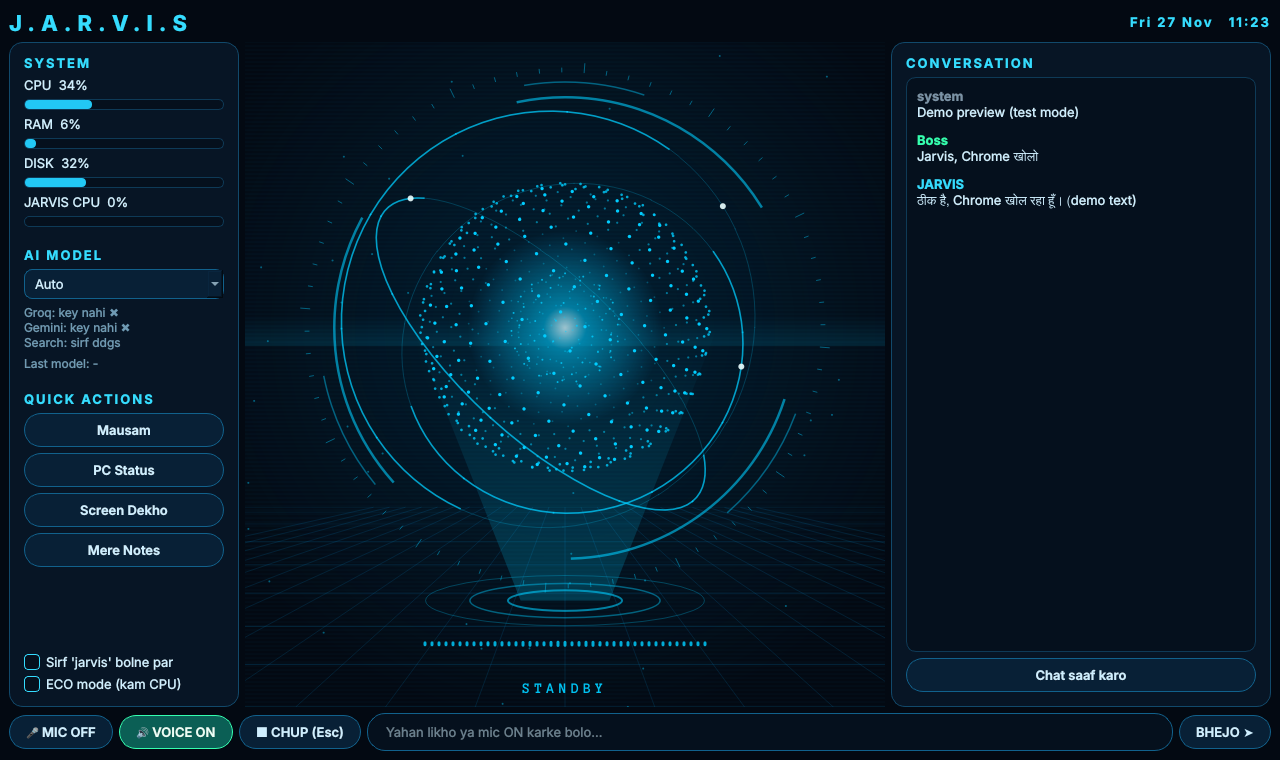 J.A.R.V.I.S
Fri 27 Nov 11:23
SYSTEM
CPU 34%
RAM 6%
DISK 32%
JARVIS CPU 0%
AI MODEL
Auto
Groq: key nahi ✖
Gemini: key nahi ✖
Search: sirf ddgs
Last model: -
QUICK ACTIONS
Mausam
PC Status
Screen Dekho
Mere Notes
Sirf 'jarvis' bolne par
ECO mode (kam CPU)
STANDBY
CONVERSATION
system
Demo preview (test mode)
Boss
Jarvis, Chrome खोलो
JARVIS
ठीक है, Chrome खोल रहा हूँ। (demo text)
Chat saaf karo
🎤 MIC OFF
🔊 VOICE ON
■ CHUP (Esc)
Yahan likho ya mic ON karke bolo...
BHEJO ➤